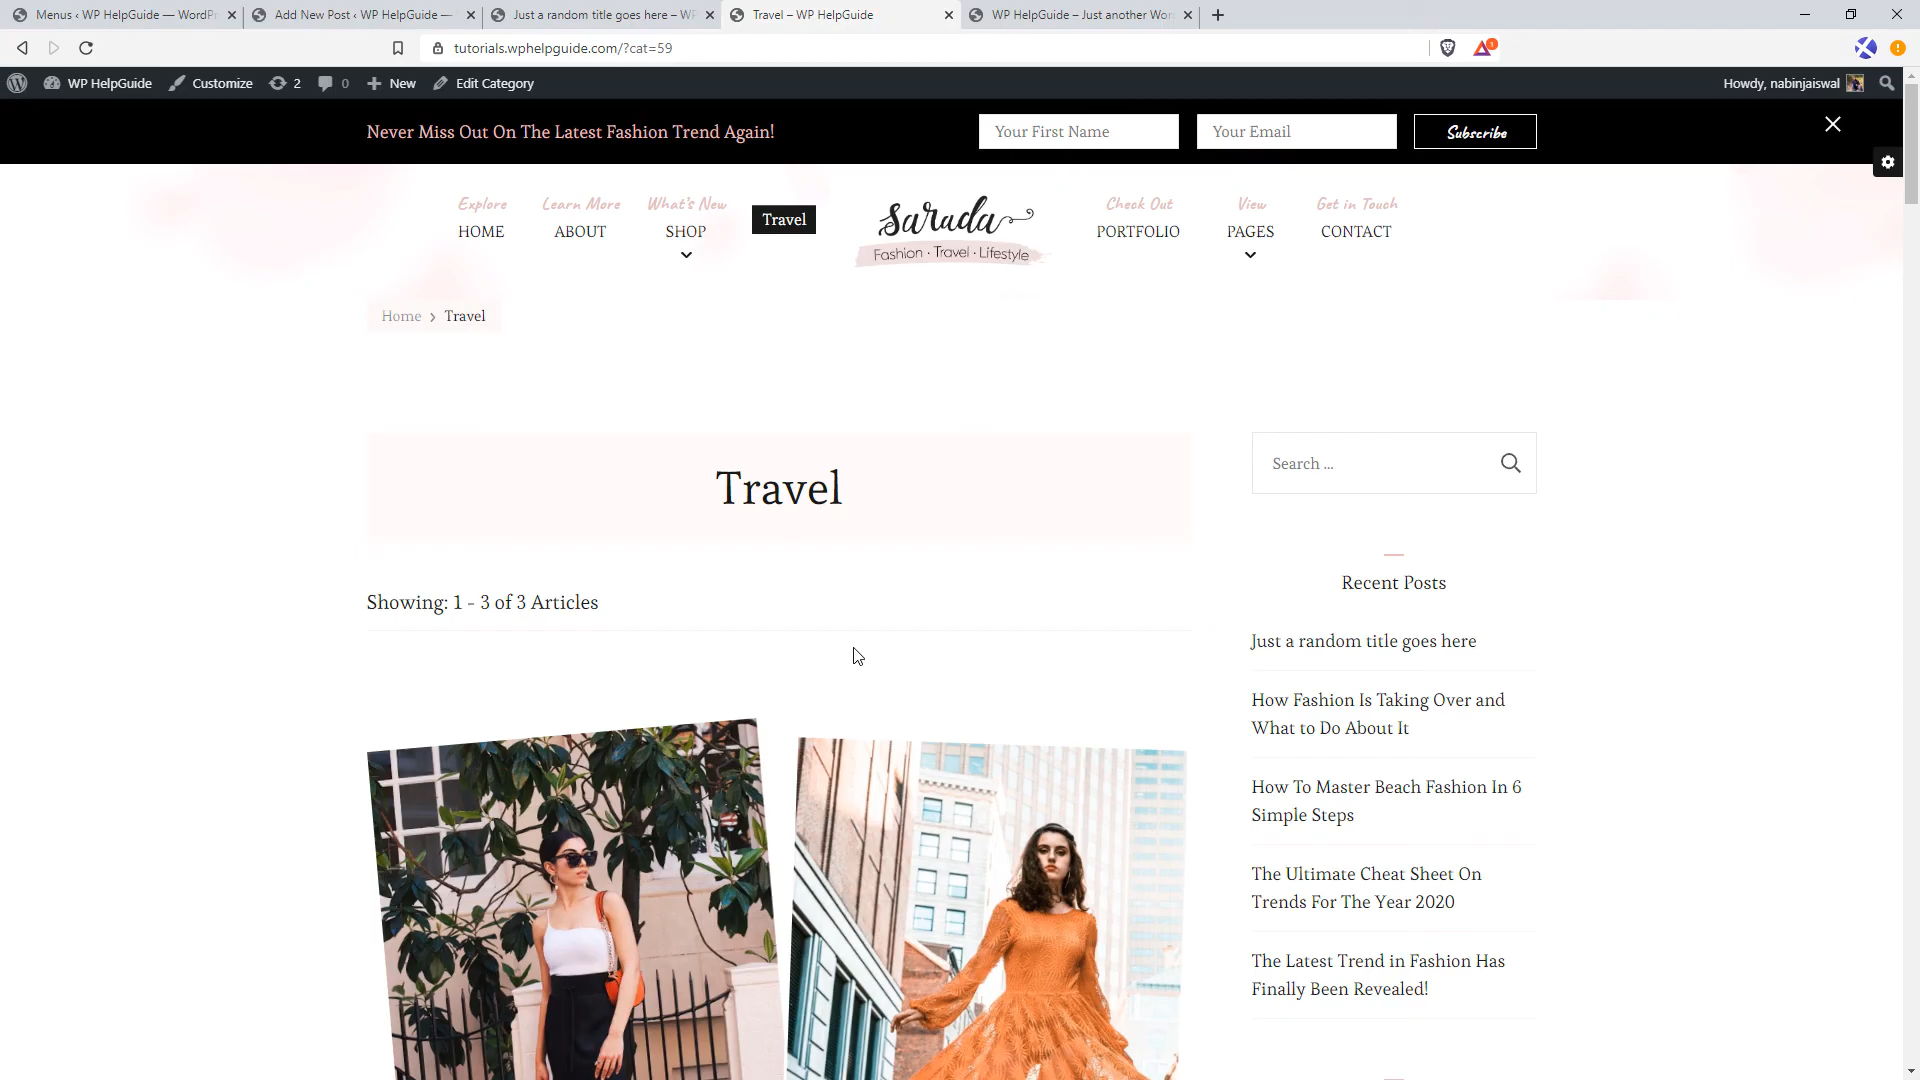 Menus ‹ WP HelpGuide — WordPr
Add New Post ‹ WP HelpGuide —
Just a random title goes here – WP
Travel – WP HelpGuide
WP HelpGuide – Just another Wor
tutorials.wphelpguide.com/?cat=59
1
WP HelpGuide
Customize
2
0
New
Edit Category
Howdy, nabinjaiswal
Never Miss Out On The Latest Fashion Trend Again!
Your First Name
Your Email
Subscribe
Explore
Learn More
What's New
Check Out
View
Get in Touch
HOME
ABOUT
SHOP
Travel
sarada
Fashion · Travel · Lifestyle
PORTFOLIO
PAGES
CONTACT
Home › Travel
Travel
Search ...
Showing: 1 - 3 of 3 Articles
Recent Posts
Just a random title goes here
How Fashion Is Taking Over and
What to Do About It
How To Master Beach Fashion In 6
Simple Steps
The Ultimate Cheat Sheet On
Trends For The Year 2020
The Latest Trend in Fashion Has
Finally Been Revealed!